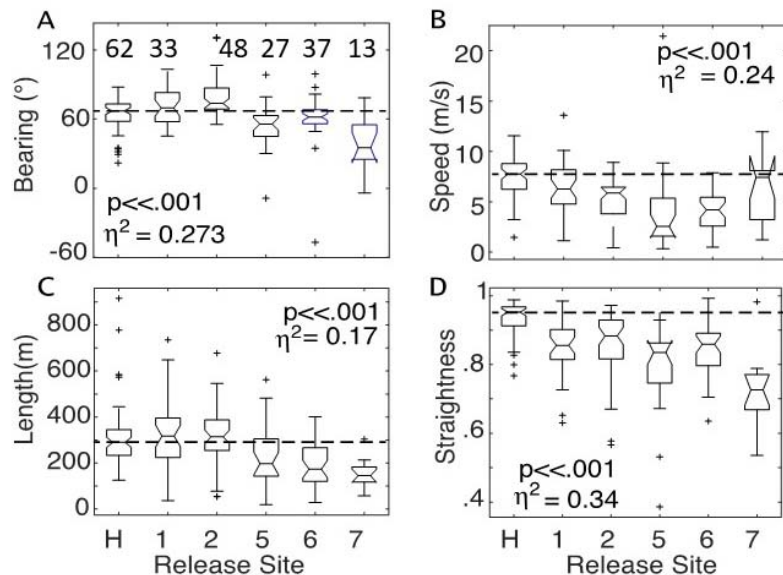 A
120
62 33 48 27 37 13
60
0
-60
Bearing (°)
p<<.001
η² = 0.273
B
20
15
10
5
0
Speed (m/s)
p<<.001
η² = 0.24
C
800
600
400
200
0
Length(m)
p<<.001
η² = 0.17
H 1 2 5 6 7
Release Site
D
1
.8
.6
.4
Straightness
p<<.001
η² = 0.34
H 1 2 5 6 7
Release Site